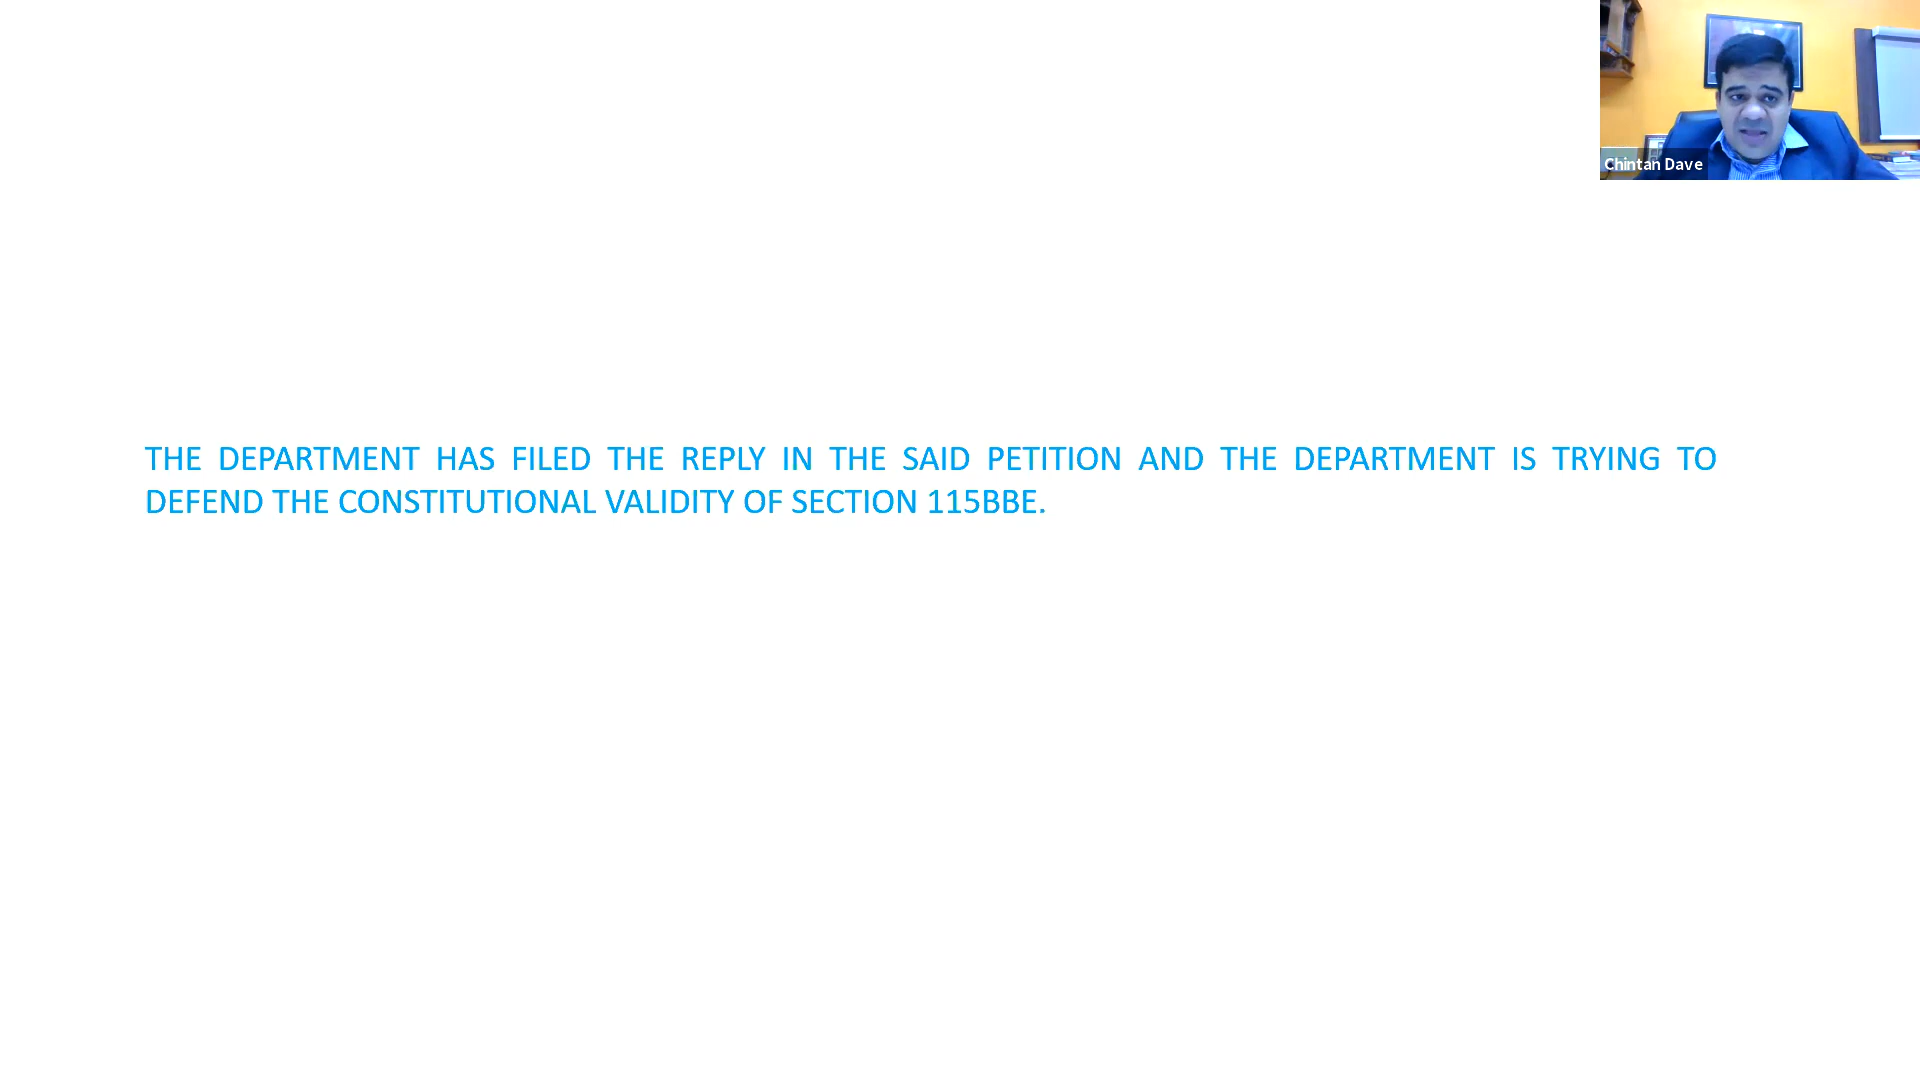 Chintan Dave
THE DEPARTMENT HAS FILED THE REPLY IN THE SAID PETITION AND THE DEPARTMENT IS TRYING TO
DEFEND THE CONSTITUTIONAL VALIDITY OF SECTION 115BBE.